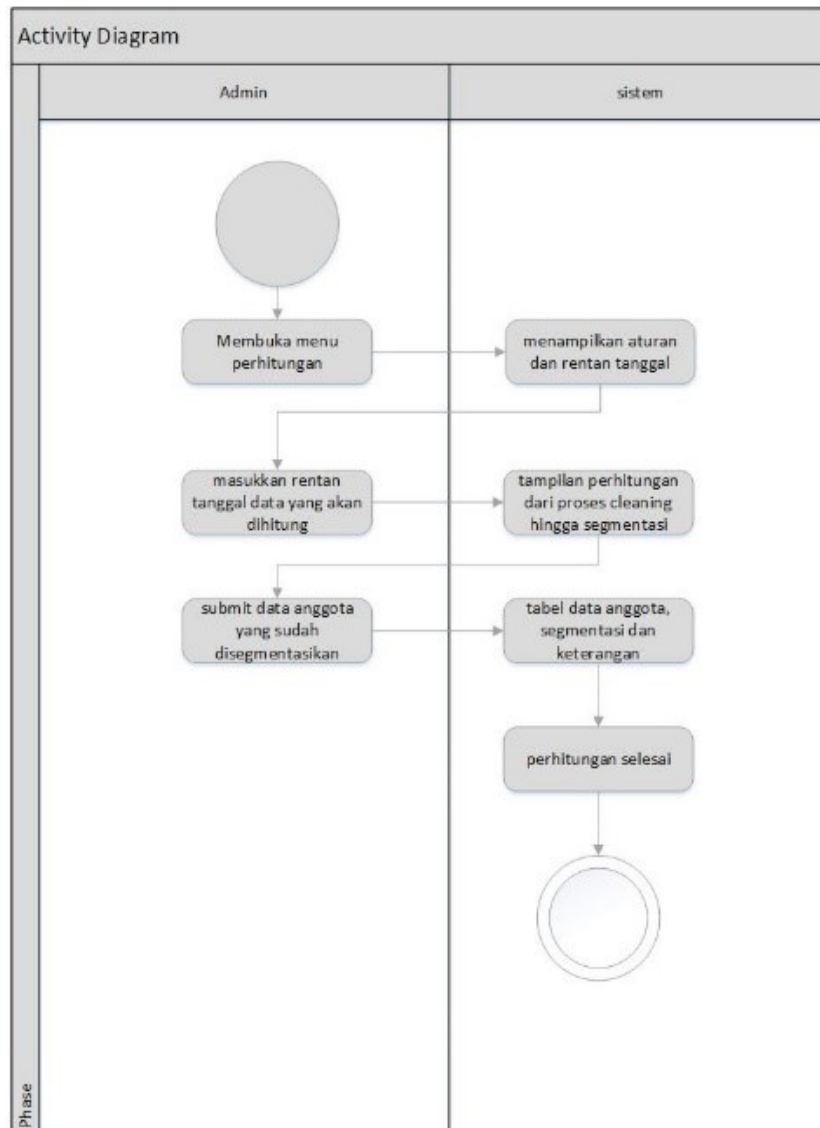 Activity Diagram
Admin
sistem
Membuka menu
perhitungan
menampilkan aturan
dan rentan tanggal
masukkan rentan
tanggal data yang akan
dihitung
tampilan perhitungan
dari proses cleaning
hingga segmentasi
submit data anggota
yang sudah
disegmentasikan
tabel data anggota,
segmentasi dan
keterangan
perhitungan selesai
Phase